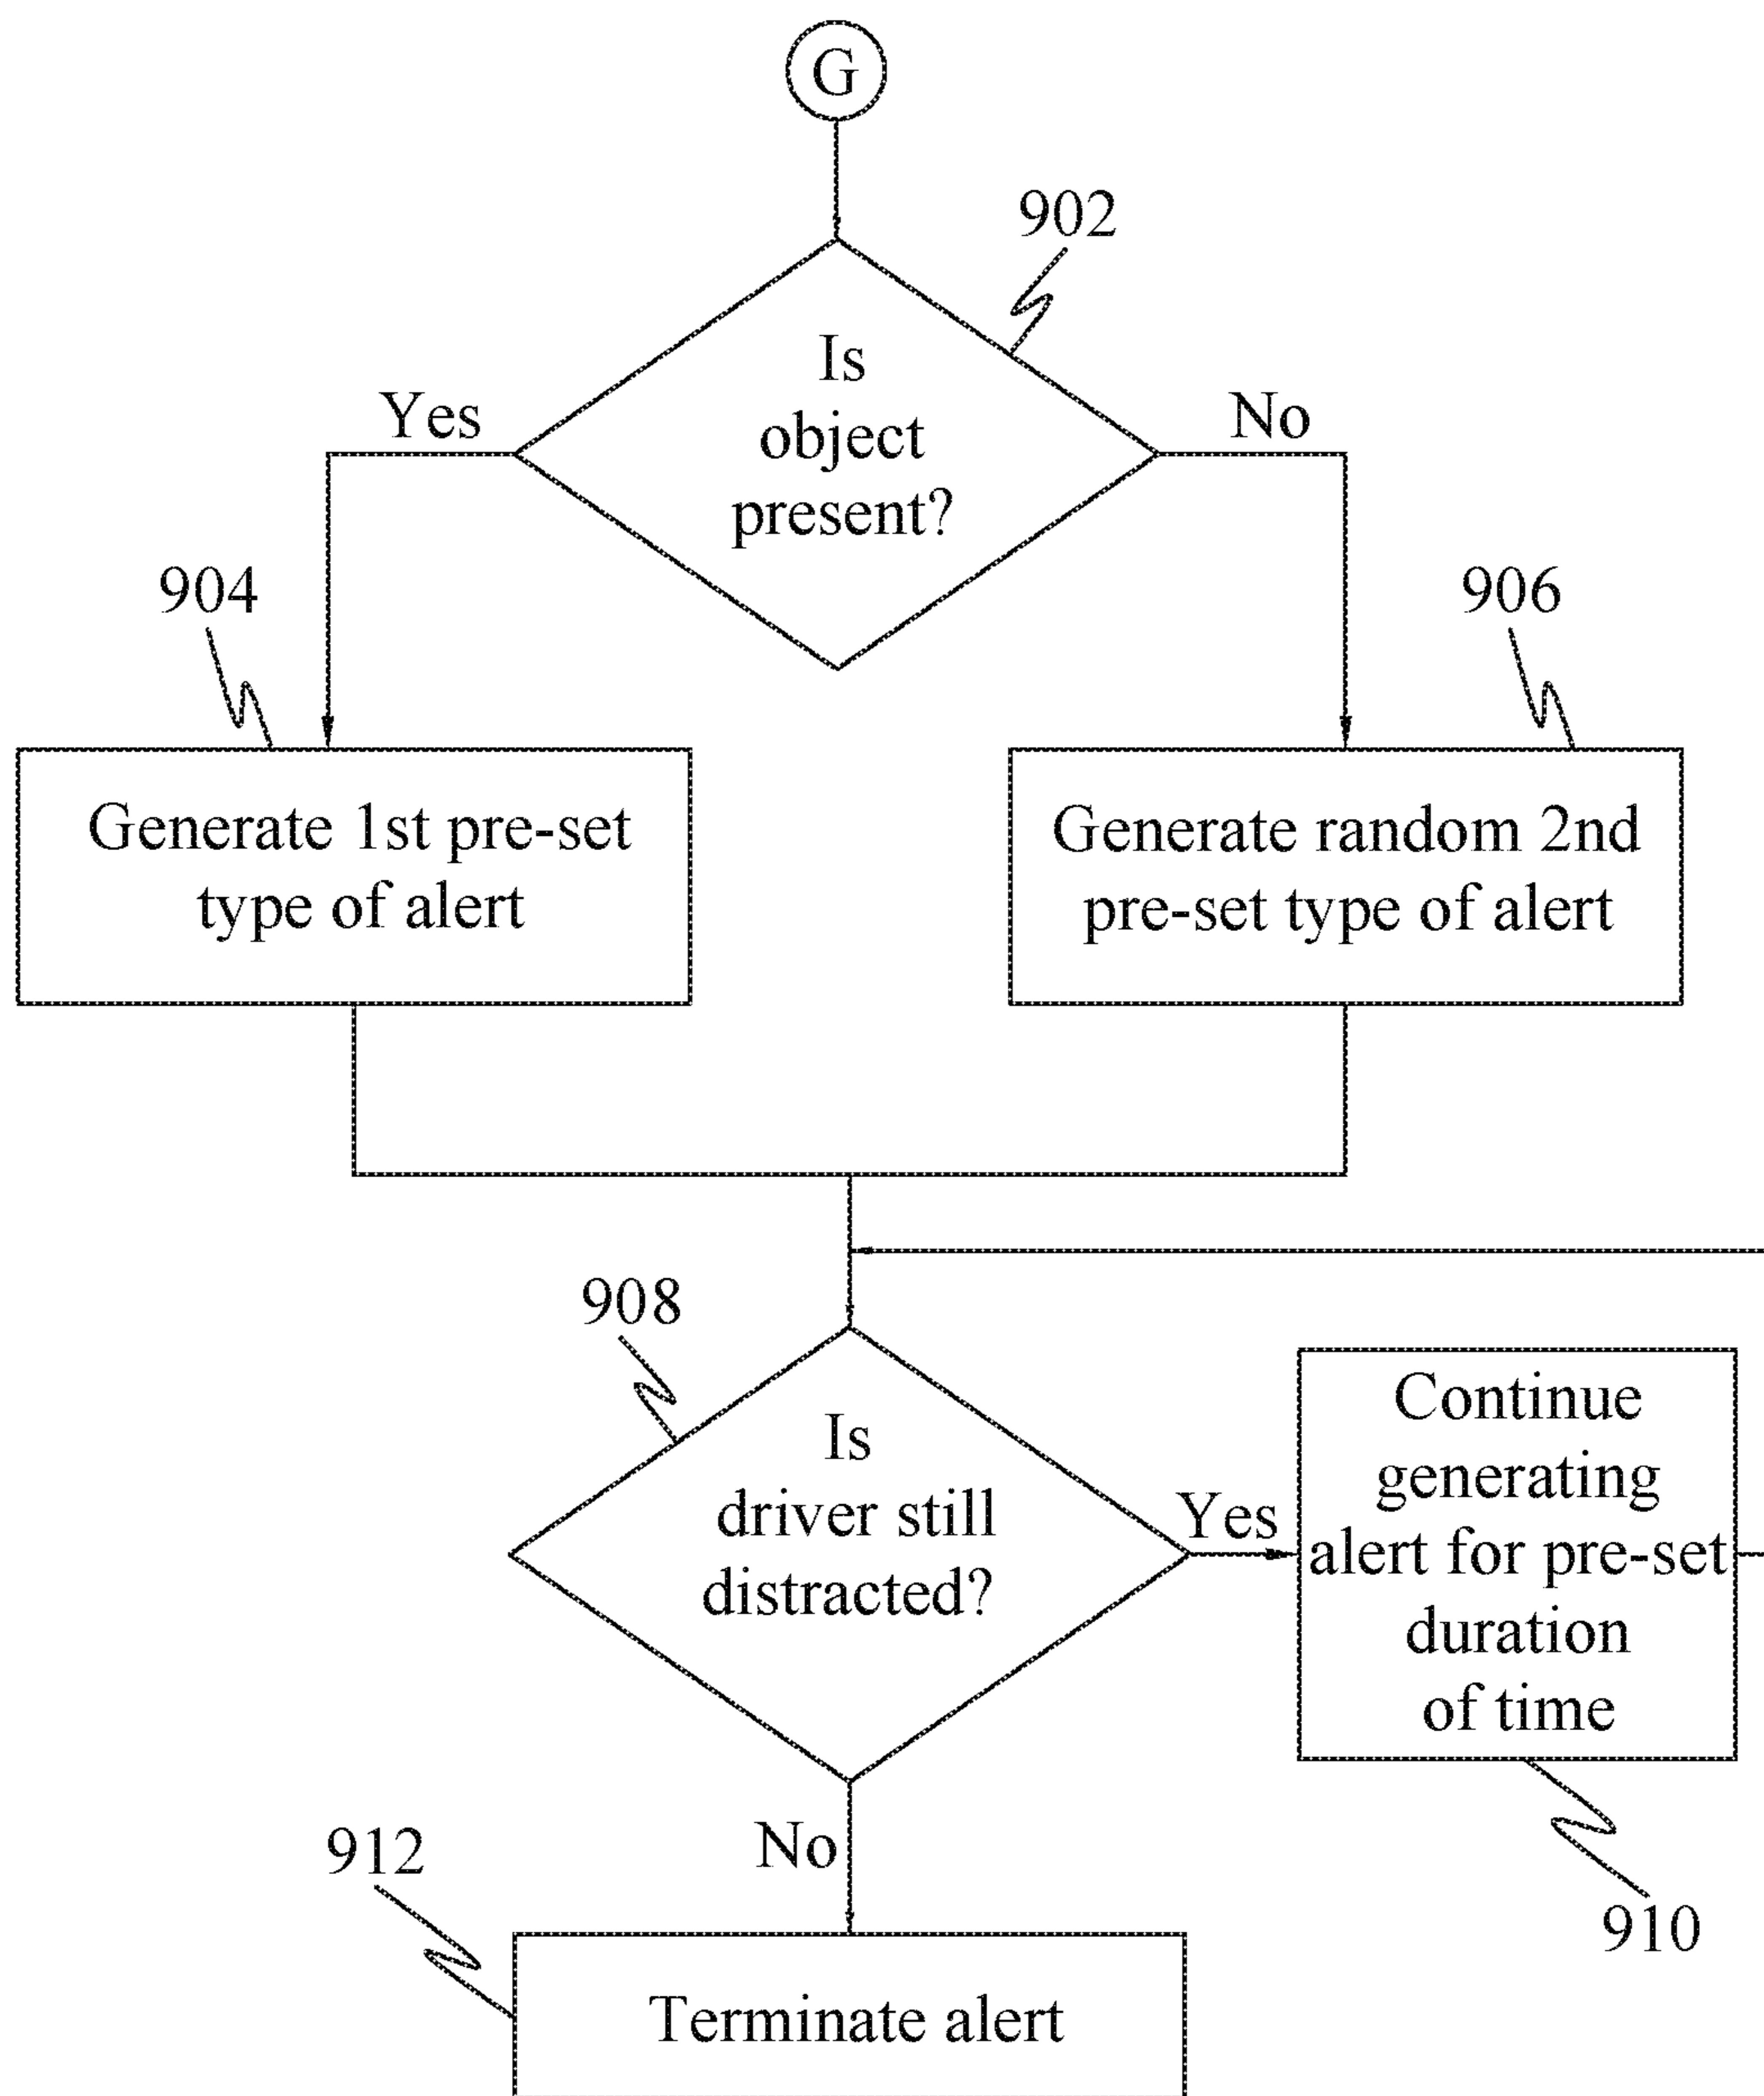 G
902
Is
object
present?
Yes
No
904
906
Generate 1st pre-set
type of alert
Generate random 2nd
pre-set type of alert
908
Is
driver still
distracted?
Yes
Continue
generating
alert for pre-set
duration
of time
No
912
910
Terminate alert